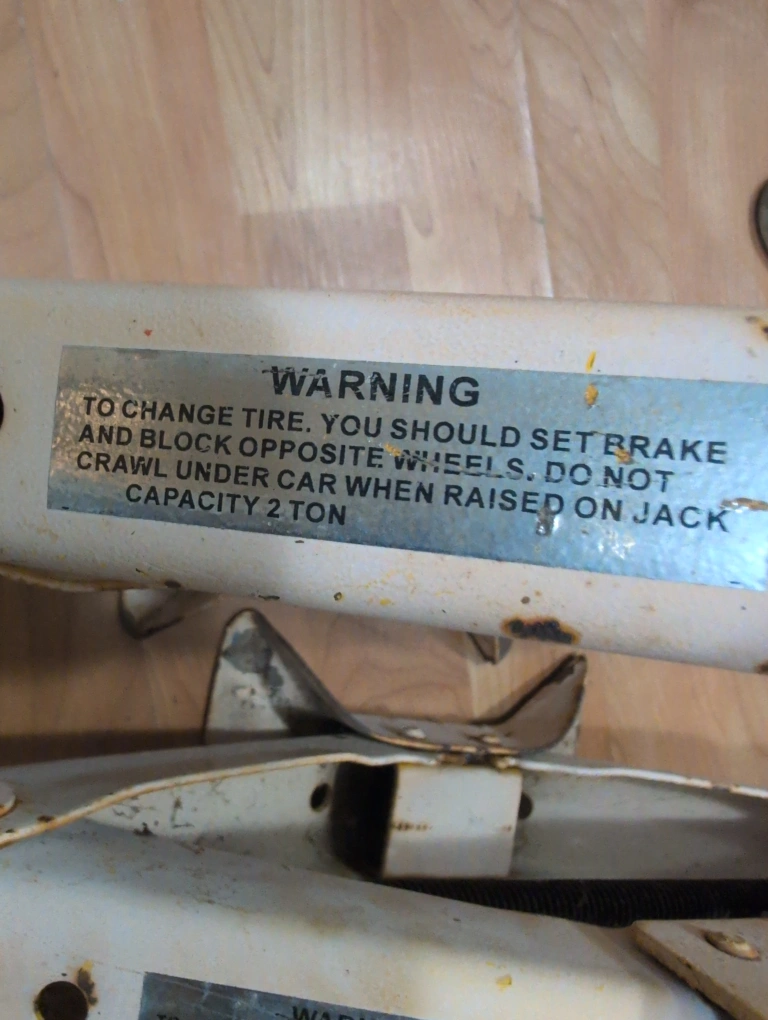 WARNING
TO CHANGE TIRE. YOU SHOULD SET BRAKE
AND BLOCK OPPOSITE WHEELS. DO NOT
CRAWL UNDER CAR WHEN RAISED ON JACK
CAPACITY 2 TON